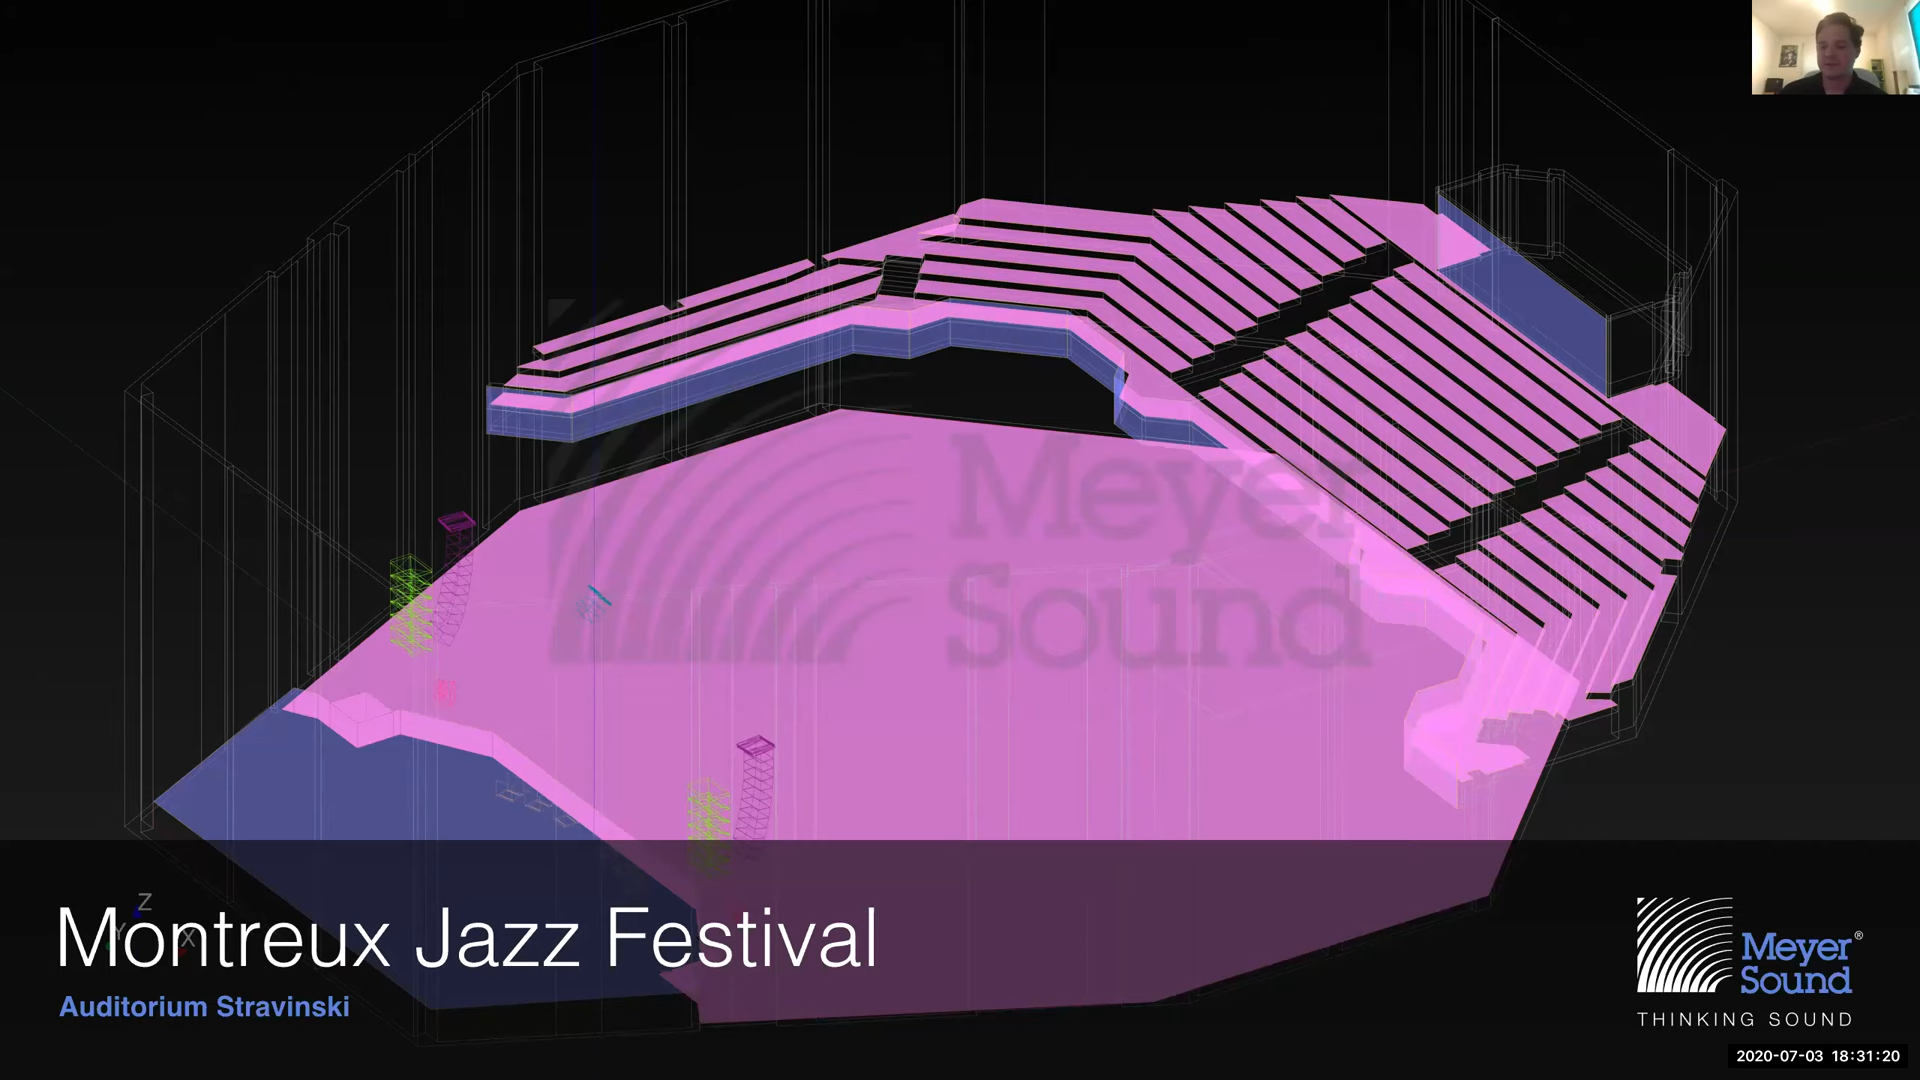 Meyer
Sound
Z
Y
X
Montreux Jazz Festival
Auditorium Stravinski
Meyer®
Sound
THINKING SOUND
2020-07-03 18:31:20